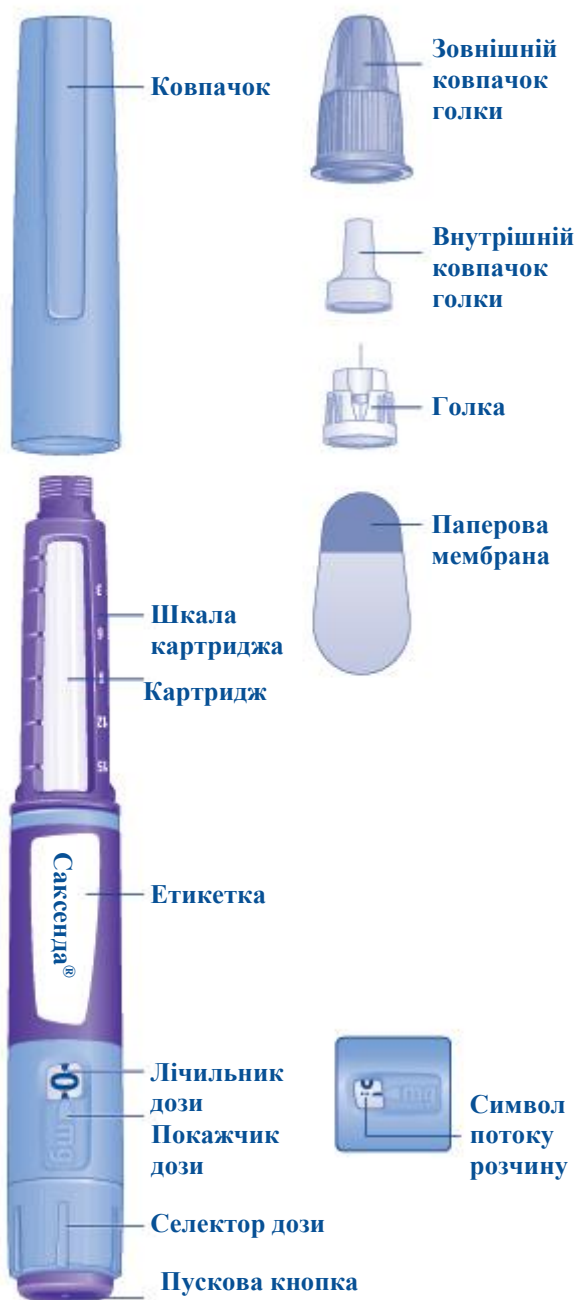 Ковпачок
Зовнішній
ковпачок
голки
Внутрішній
ковпачок
голки
Голка
Паперова
мембрана
3
6
9
12
15
Шкала
картриджа
Картридж
Саксенда®
Етикетка
0
mg
Лічильник
дози
Покажчик
дози
0
mg
Символ
потоку
розчину
Селектор дози
Пускова кнопка